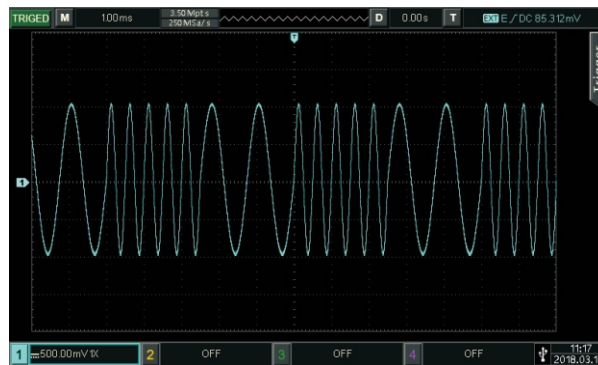 TRIGED M 1.00ms 3.50Mpts D 0.00s T EXT E DC 85.312mV
250MSa/s
T
Trigger
1
1 500.00mV 1X 2 OFF 3 OFF 4 OFF 11:17
2018.03.1